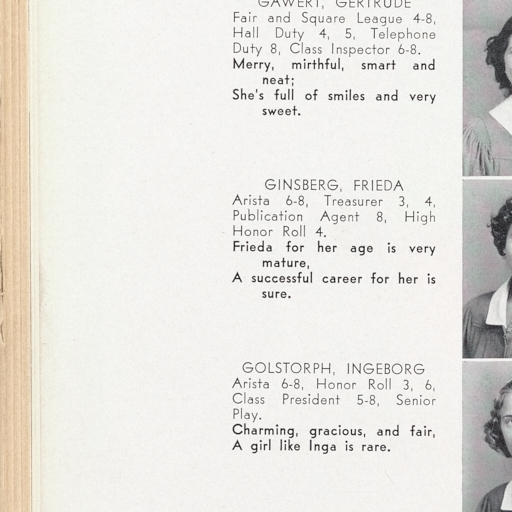 GAWERT, GERTRUDE
Fair and Square League 4-8,
Hall Duty 4, 5, Telephone
Duty 8, Class Inspector 6-8.
Merry, mirthful, smart and
neat;
She's full of smiles and very
sweet.
GINSBERG, FRIEDA
Arista 6-8, Treasurer 3, 4,
Publication Agent 8, High
Honor Roll 4.
Frieda for her age is very
mature,
A successful career for her is
sure.
GOLSTORPH, INGEBORG
Arista 6-8, Honor Roll 3, 6,
Class President 5-8, Senior
Play.
Charming, gracious, and fair,
A girl like Inga is rare.